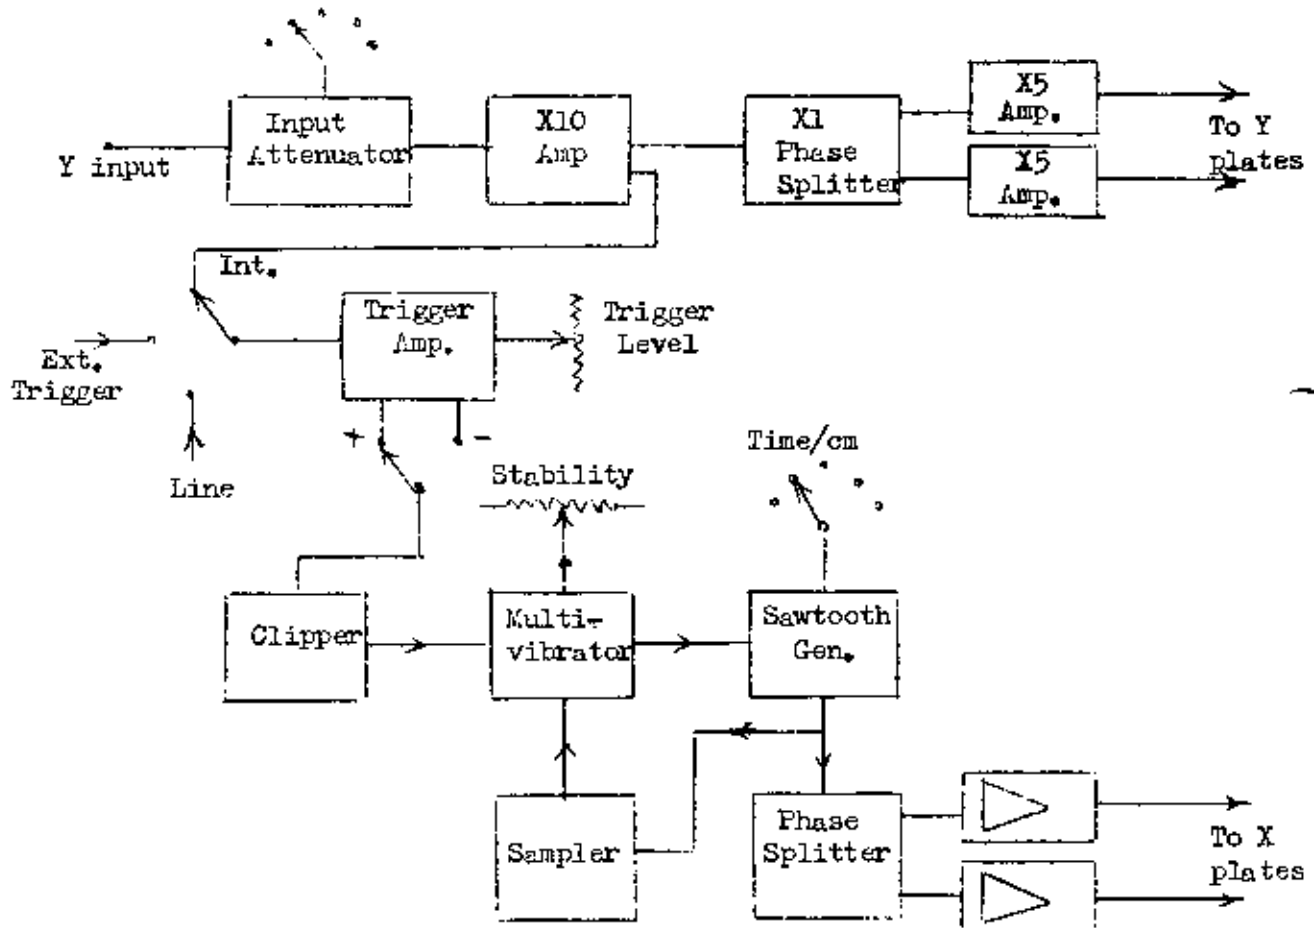 Y input
Input
Attenuator
X10
Amp
X1
Phase
Splitter
X5
Amp.
X5
Amp.
To Y
plates
Int.
Ext.
Trigger
Line
Trigger
Amp.
Trigger
Level
+
-
Stability
Time/cm
Clipper
Multi-
vibrator
Sawtooth
Gen.
Sampler
Phase
Splitter
To X
plates